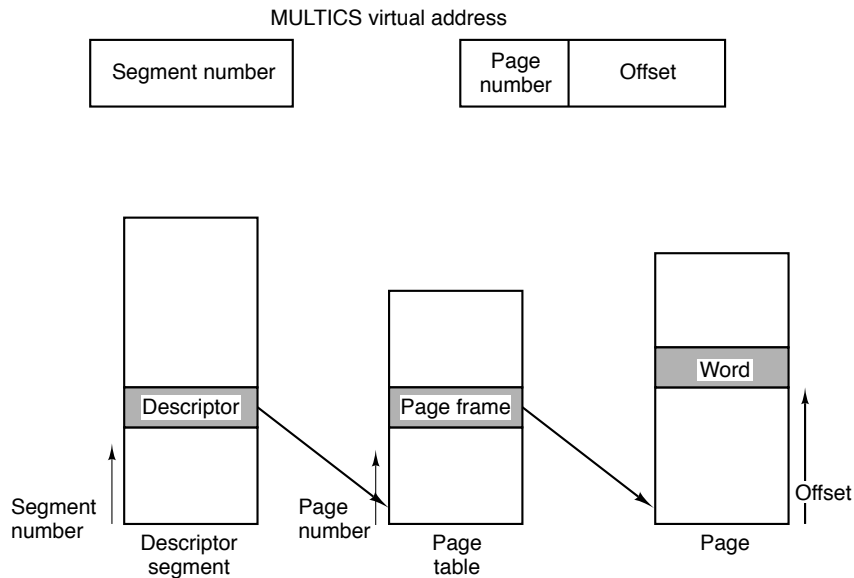 MULTICS virtual address
Segment number
Page
number
Offset
Descriptor
Segment
number
Descriptor
segment
Page frame
Page
number
Page
table
Word
Offset
Page